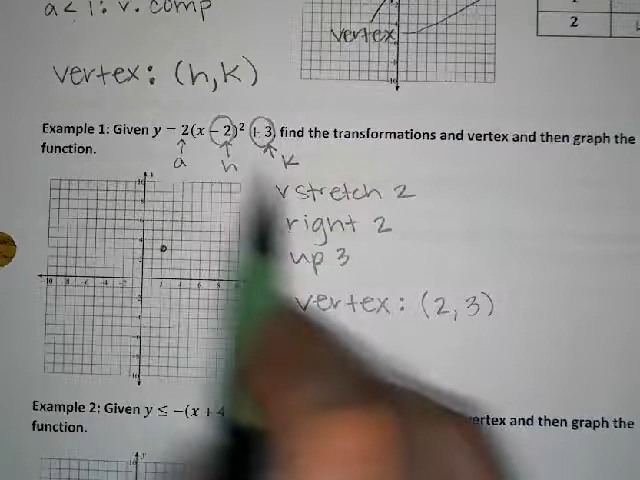 a < 1: v. comp
vertex
2
vertex: (h,k)
Example 1: Given y = 2(x − 2)² + 3, find the transformations and vertex and then graph the
function.
a
h
k
v stretch 2
right 2
up 3
vertex: (2,3)
Example 2: Given y ≤ −(x + 4 vertex and then graph the
function.